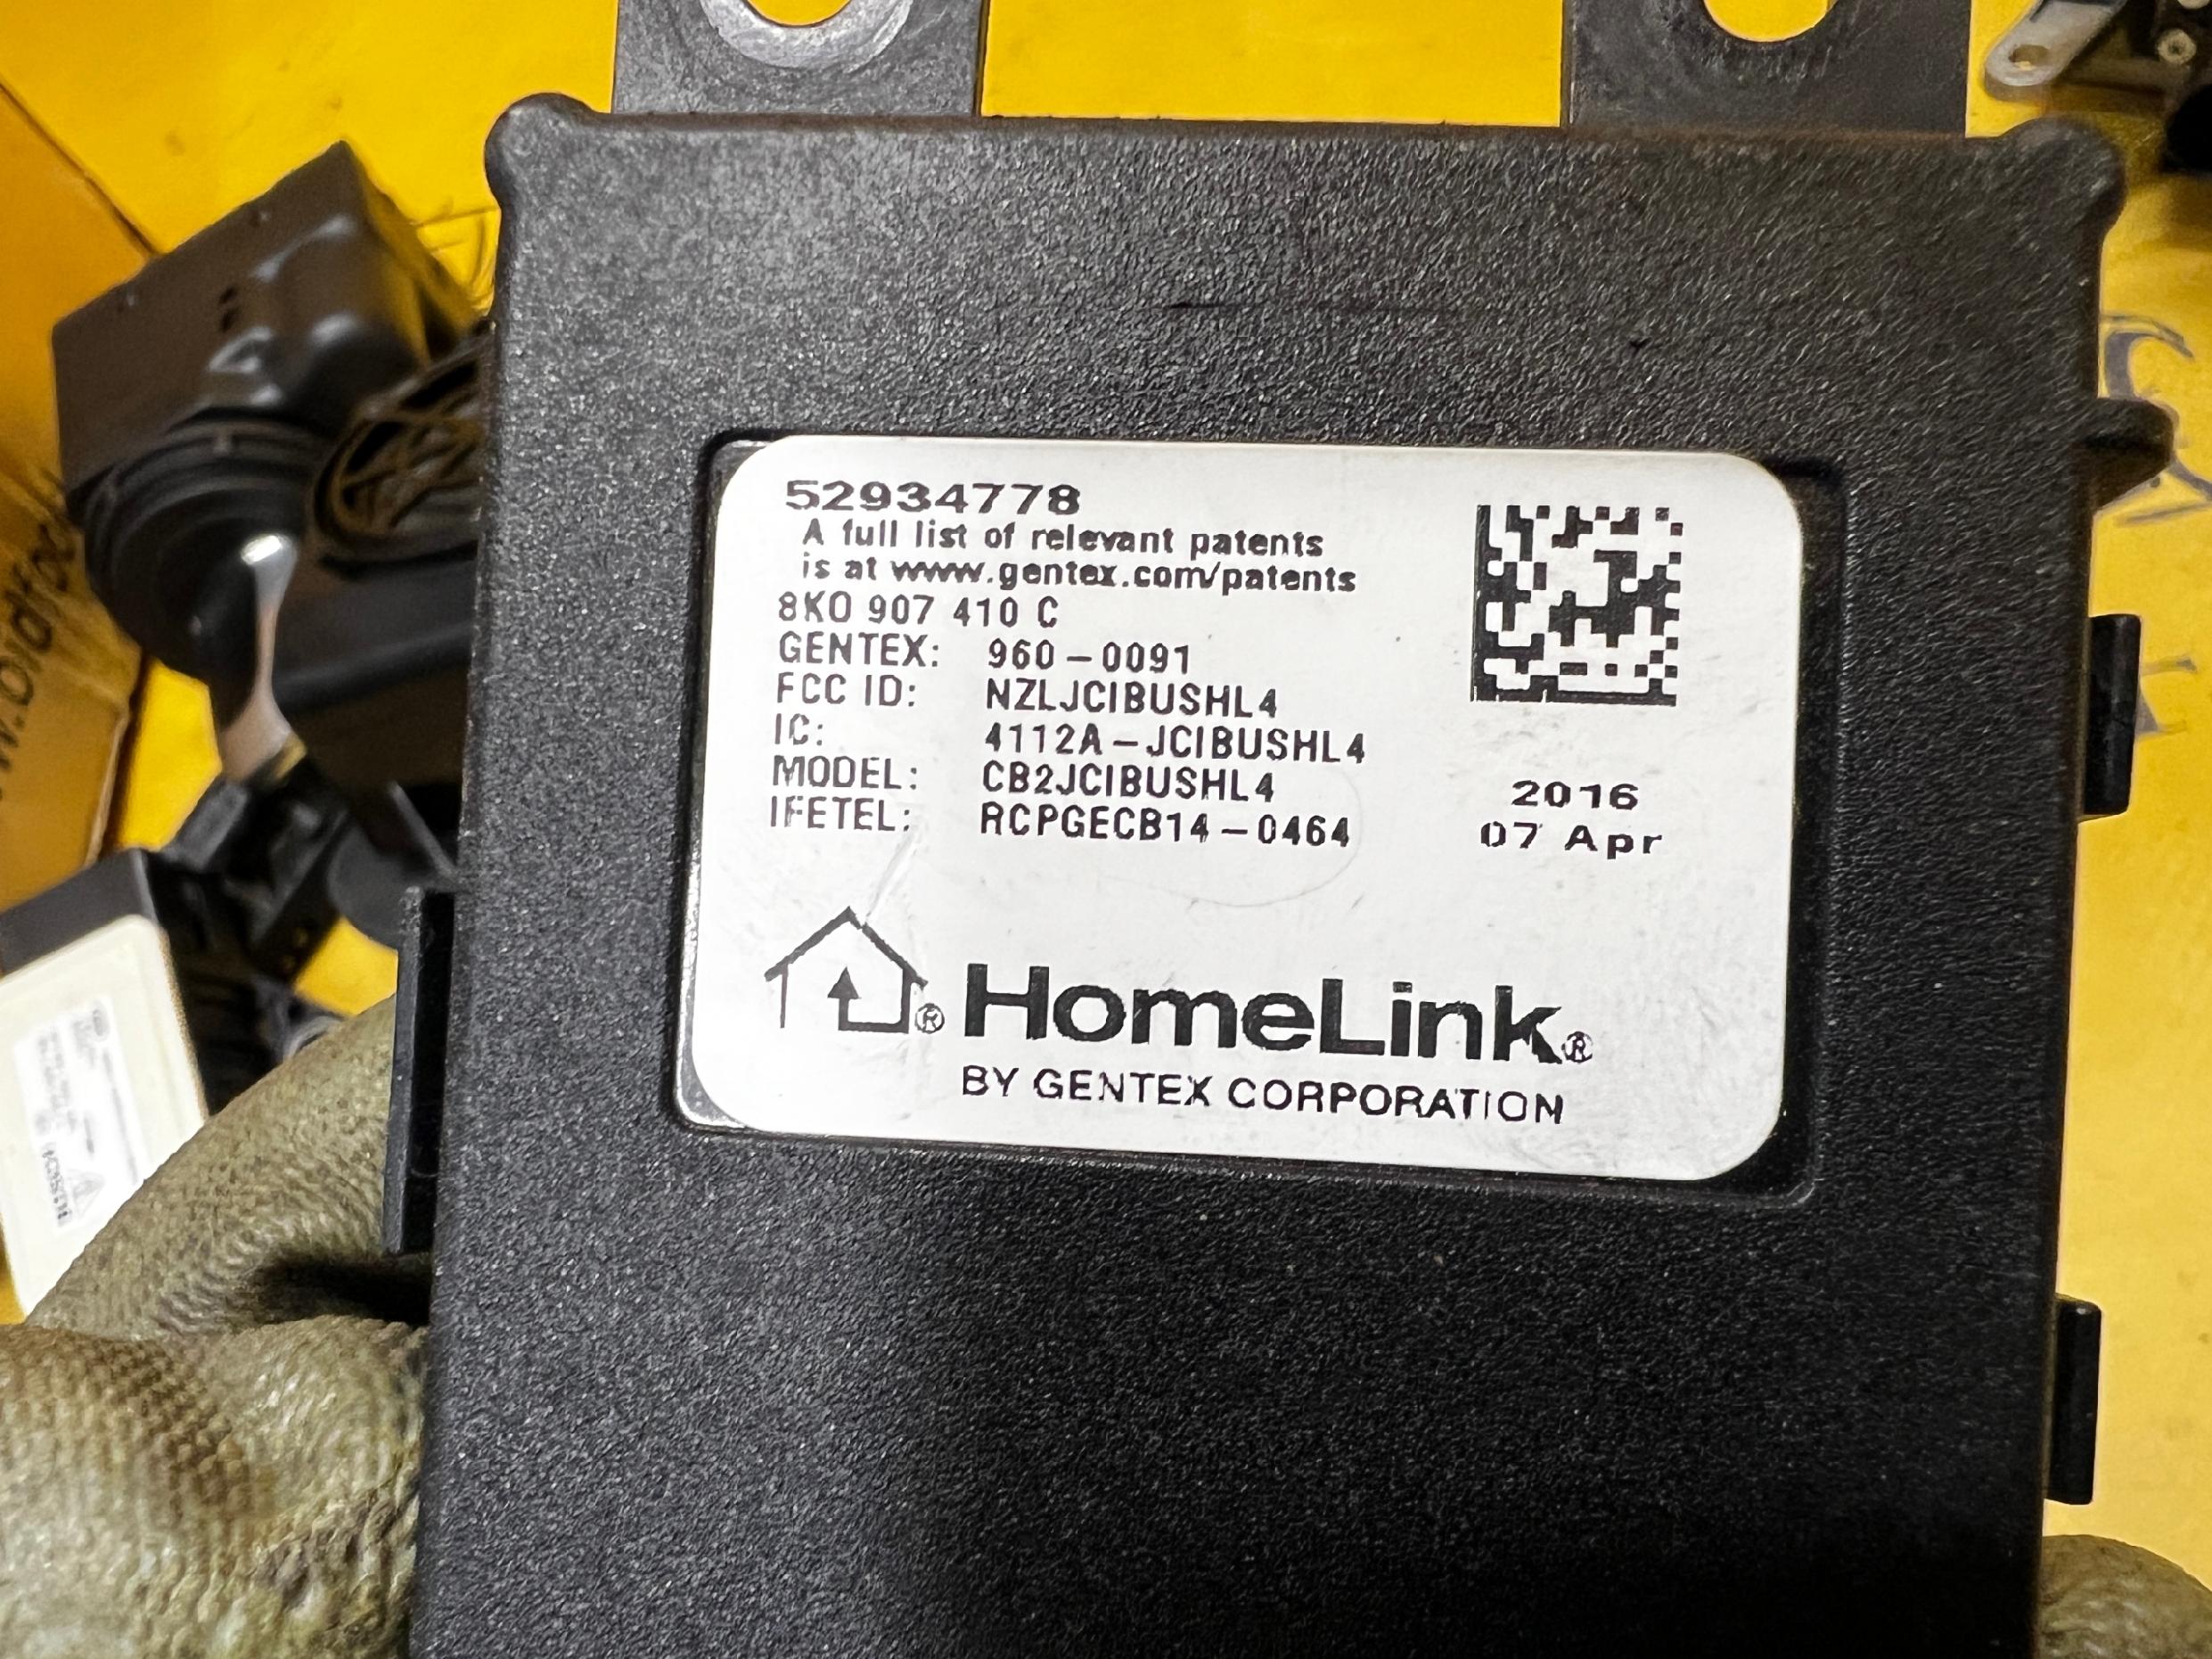 52934778
A full list of relevant patents
is at www.gentex.com/patents
8K0 907 410 C
GENTEX: 960-0091
FCC ID: NZLJCIBUSHL4
IC: 4112A-JCIBUSHL4
MODEL: CB2JCIBUSHL4
IFETEL: RCPGECB14-0464
2016
07 Apr
® HomeLink®
BY GENTEX CORPORATION